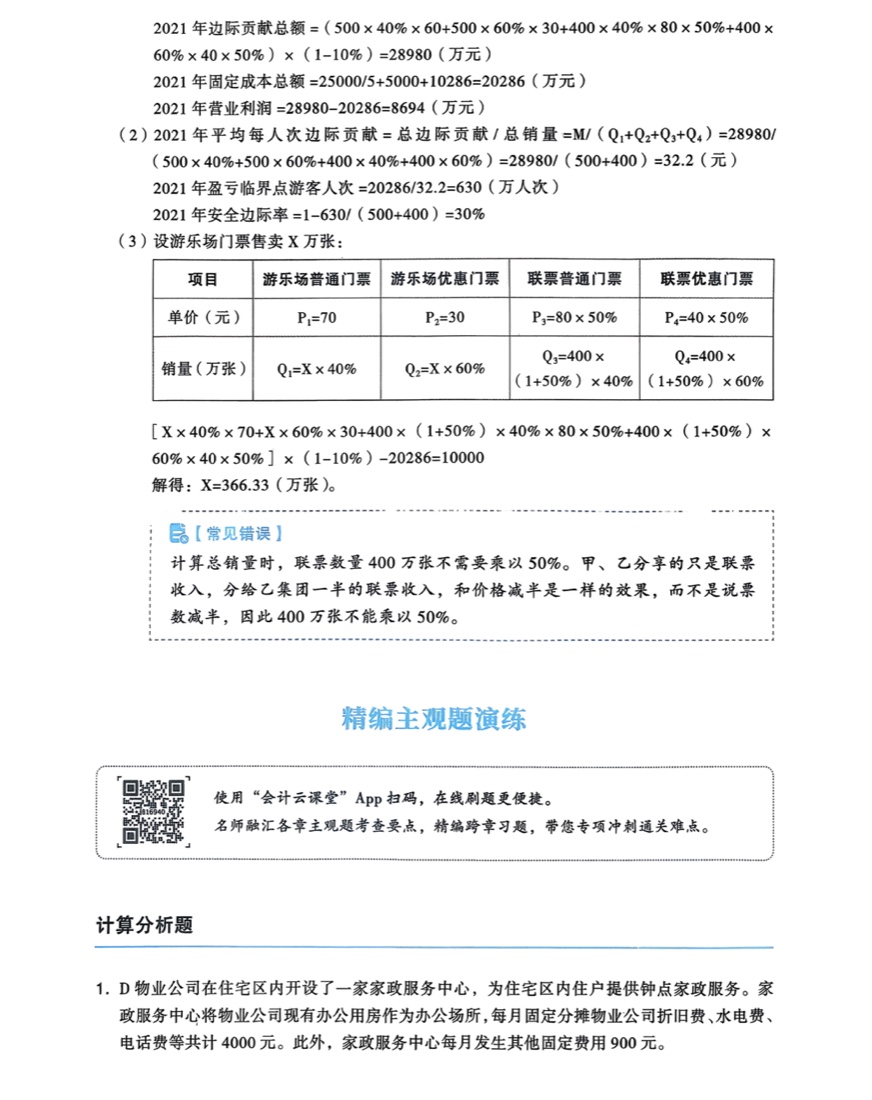 2021 年边际贡献总额 =（500 × 40% × 60+500 × 60% × 30+400 × 40% × 80 × 50%+400 ×
60% × 40 × 50%）×（1-10%）=28980（万元）
2021 年固定成本总额 =25000/5+5000+10286=20286（万元）
2021 年营业利润 =28980-20286=8694（万元）
（2）2021 年平均每人次边际贡献 = 总边际贡献 / 总销量 =M/（Q₁+Q₂+Q₃+Q₄）=28980/
（500 × 40%+500 × 60%+400 × 40%+400 × 60%）=28980/（500+400）=32.2（元）
2021 年盈亏临界点游客人次 =20286/32.2=630（万人次）
2021 年安全边际率 =1-630/（500+400）=30%
（3）设游乐场门票售卖 X 万张：
项目 游乐场普通门票 游乐场优惠门票 联票普通门票 联票优惠门票
单价（元） P₁=70 P₂=30 P₃=80 × 50% P₄=40 × 50%
销量（万张） Q₁=X × 40% Q₂=X × 60% Q₃=400 ×（1+50%）× 40% Q₄=400 ×（1+50%）× 60%
[ X × 40% × 70+X × 60% × 30+400 ×（1+50%）× 40% × 80 × 50%+400 ×（1+50%）×
60% × 40 × 50% ] ×（1-10%）-20286=10000
解得：X=366.33（万张）。
【常见错误】
计算总销量时，联票数量 400 万张不需要乘以 50%。甲、乙分享的只是联票
收入，分给乙集团一半的联票收入，和价格减半是一样的效果，而不是说票
数减半，因此 400 万张不能乘以 50%。
精编主观题演练
816940
使用“会计云课堂”App 扫码，在线刷题更便捷。
名师融汇各章主观题考查要点，精编跨章习题，带您专项冲刺通关难点。
计算分析题
1. D 物业公司在住宅区内开设了一家家政服务中心，为住宅区内住户提供钟点家政服务。家
政服务中心将物业公司现有办公用房作为办公场所，每月固定分摊物业公司折旧费、水电费、
电话费等共计 4000 元。此外，家政服务中心每月发生其他固定费用 900 元。